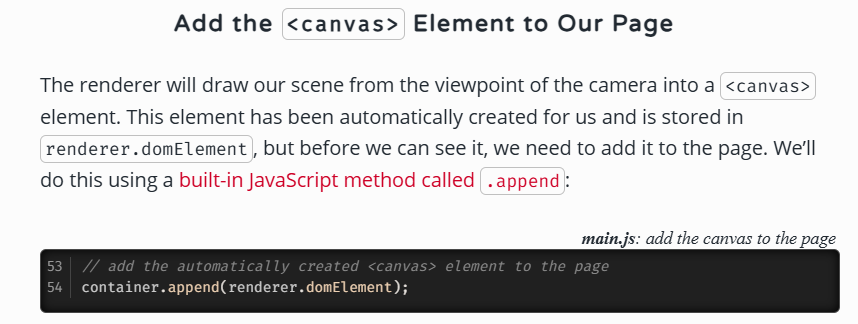 Add the <canvas> Element to Our Page
The renderer will draw our scene from the viewpoint of the camera into a <canvas>
element. This element has been automatically created for us and is stored in
renderer.domElement, but before we can see it, we need to add it to the page. We’ll
do this using a built-in JavaScript method called .append:
main.js: add the canvas to the page
53 // add the automatically created <canvas> element to the page
54 container.append(renderer.domElement);